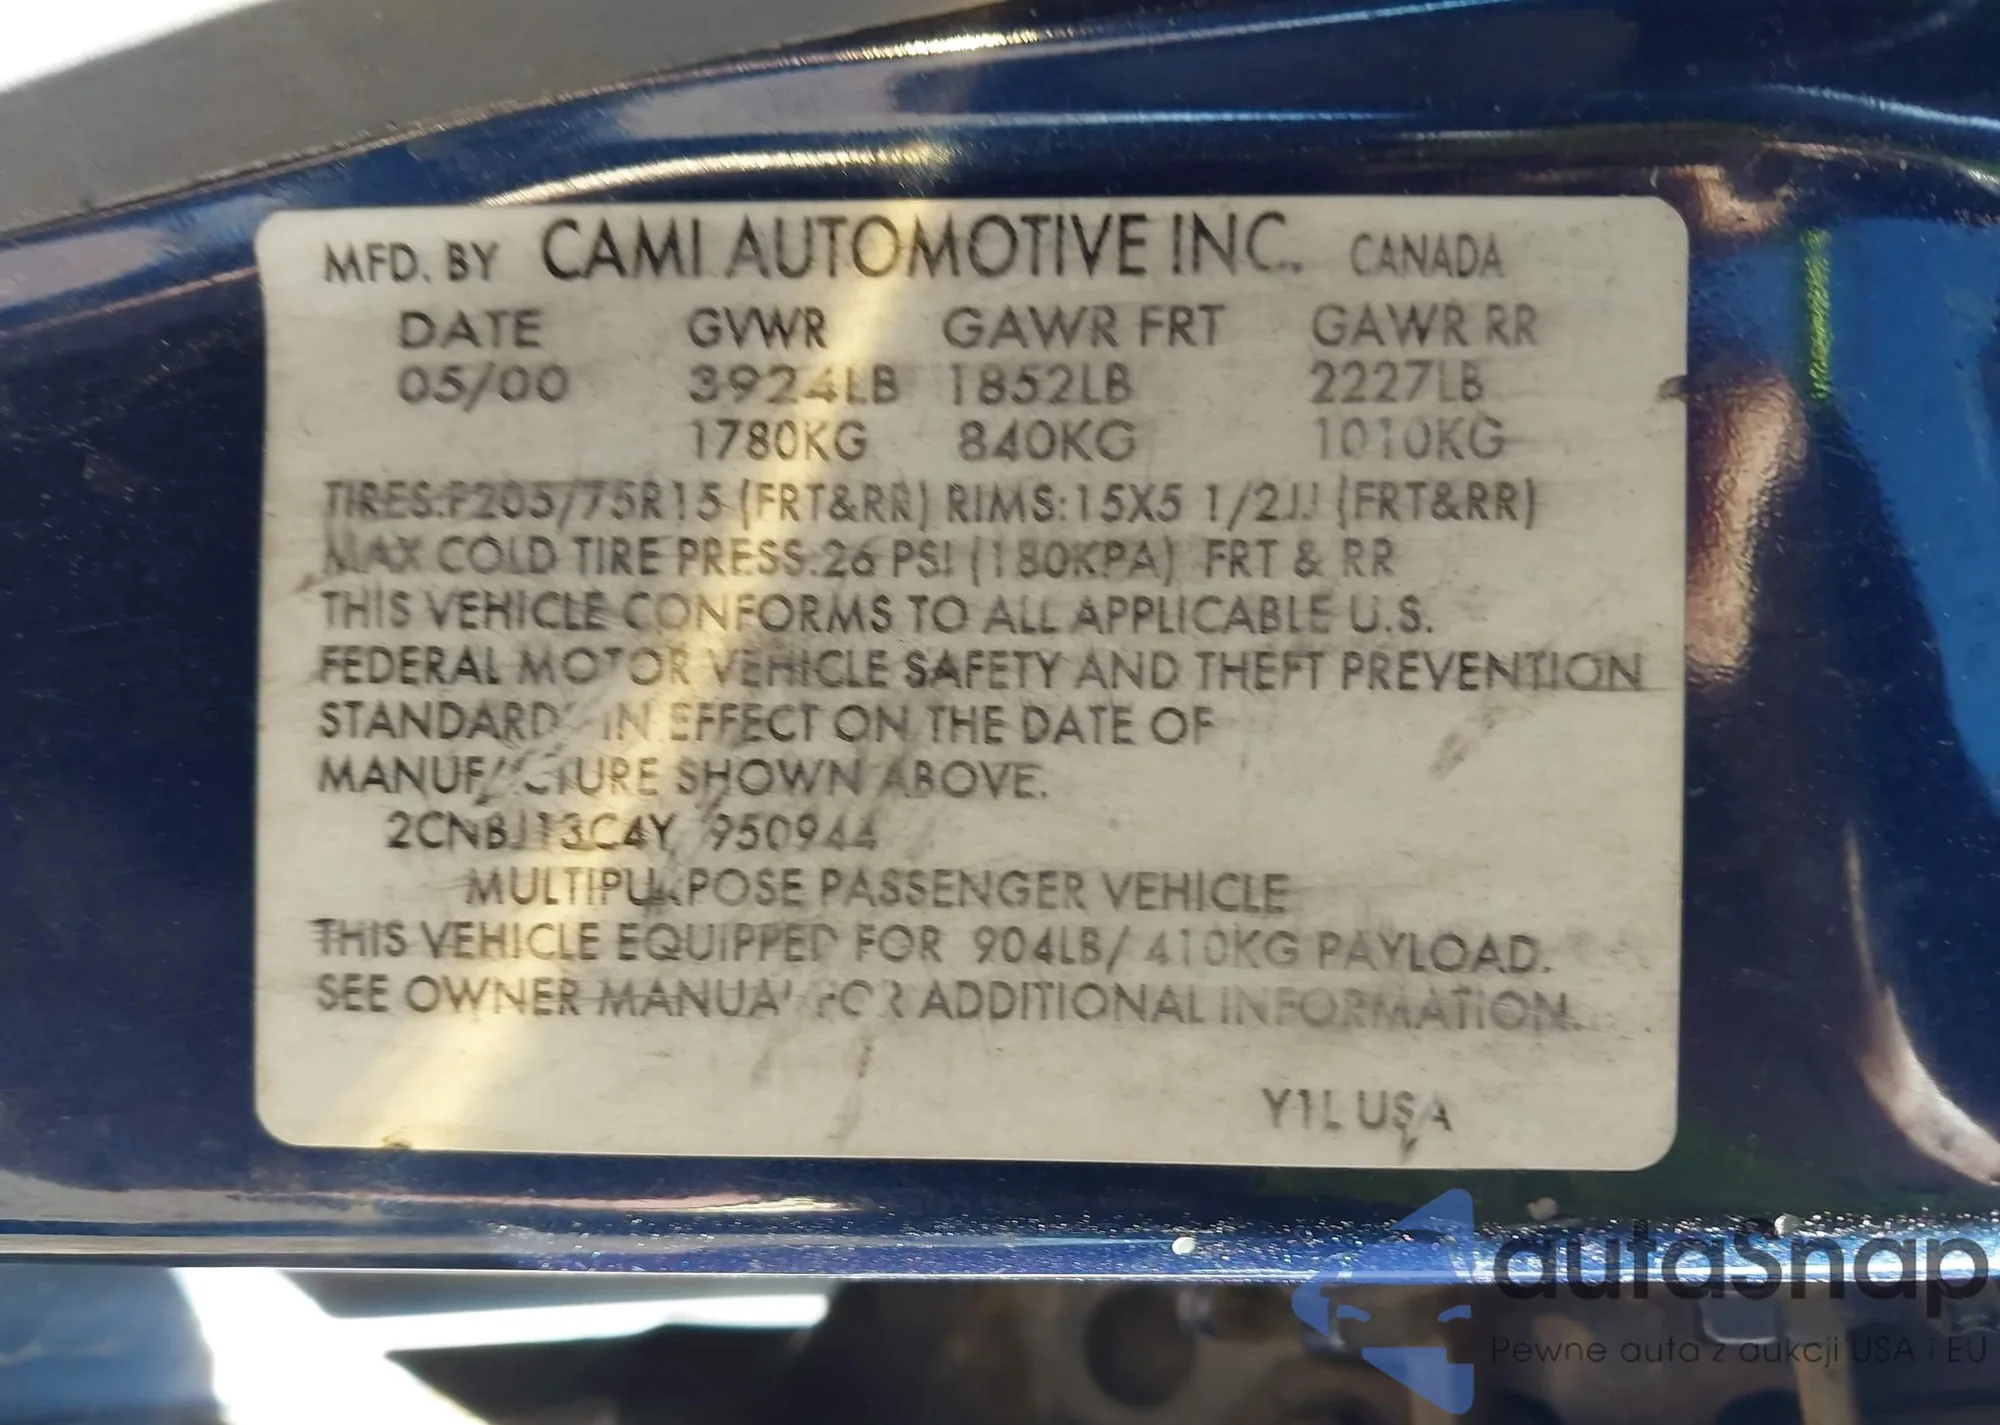 MFD. BY CAMI AUTOMOTIVE INC. CANADA
DATE GVWR GAWR FRT GAWR RR
05/00 3924LB 1852LB 2227LB
1780KG 840KG 1010KG
TIRES:P205/75R15 (FRT&RR) RIMS:15X5 1/2JJ (FRT&RR)
MAX COLD TIRE PRESS:26 PSI (180KPA) FRT & RR
THIS VEHICLE CONFORMS TO ALL APPLICABLE U.S.
FEDERAL MOTOR VEHICLE SAFETY AND THEFT PREVENTION
STANDARDS IN EFFECT ON THE DATE OF
MANUFACTURE SHOWN ABOVE.
2CNBJ13C4Y 950944
MULTIPURPOSE PASSENGER VEHICLE
THIS VEHICLE EQUIPPED FOR 904LB/ 410KG PAYLOAD.
SEE OWNER MANUAL FOR ADDITIONAL INFORMATION.
Y1L USA
autaSnap
Pewne auta z aukcji USA i EU